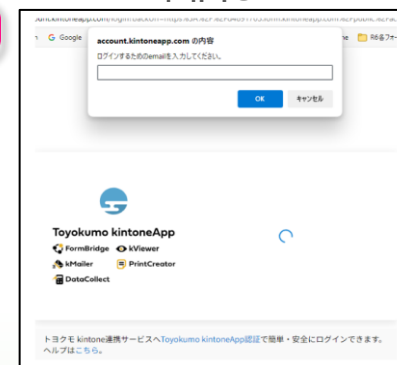 G Google
R6各フォ
account.kintoneapp.com の内容
ログインするためのemailを入力してください。
OK キャンセル
Toyokumo kintoneApp
FormBridge kViewer
kMailer PrintCreator
DataCollect
トヨクモ kintone連携サービスへToyokumo kintoneApp認証で簡単・安全にログインできます。
ヘルプはこちら。